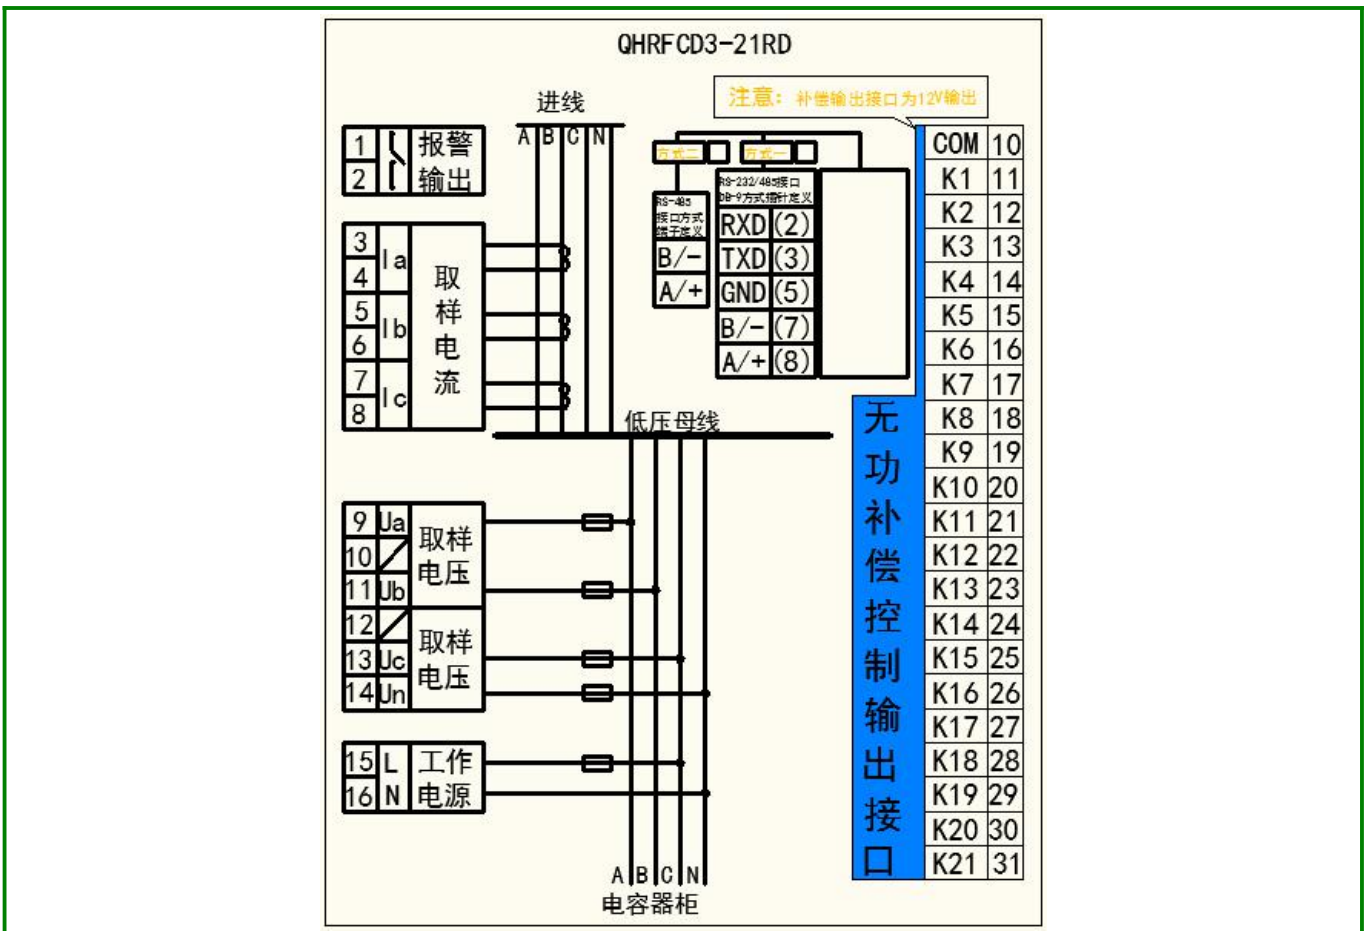 QHRFCD3-21RD
注意: 补偿输出接口为12V输出
进线
A B C N
1
2
报警
输出
3
4
Ia
5
6
Ib
7
8
Ic
取
样
电
流
方式二
方式一
RS-485
接口方式
端子定义
B/-
A/+
RS-232/485接口
DB-9方式插针定义
RXD (2)
TXD (3)
GND (5)
B/- (7)
A/+ (8)
低压母线
9 Ua
10
11 Ub
取样
电压
12
13 Uc
14 Un
取样
电压
15 L
16 N
工作
电源
A B C N
电容器柜
无
功
补
偿
控
制
输
出
接
口
COM 10
K1 11
K2 12
K3 13
K4 14
K5 15
K6 16
K7 17
K8 18
K9 19
K10 20
K11 21
K12 22
K13 23
K14 24
K15 25
K16 26
K17 27
K18 28
K19 29
K20 30
K21 31